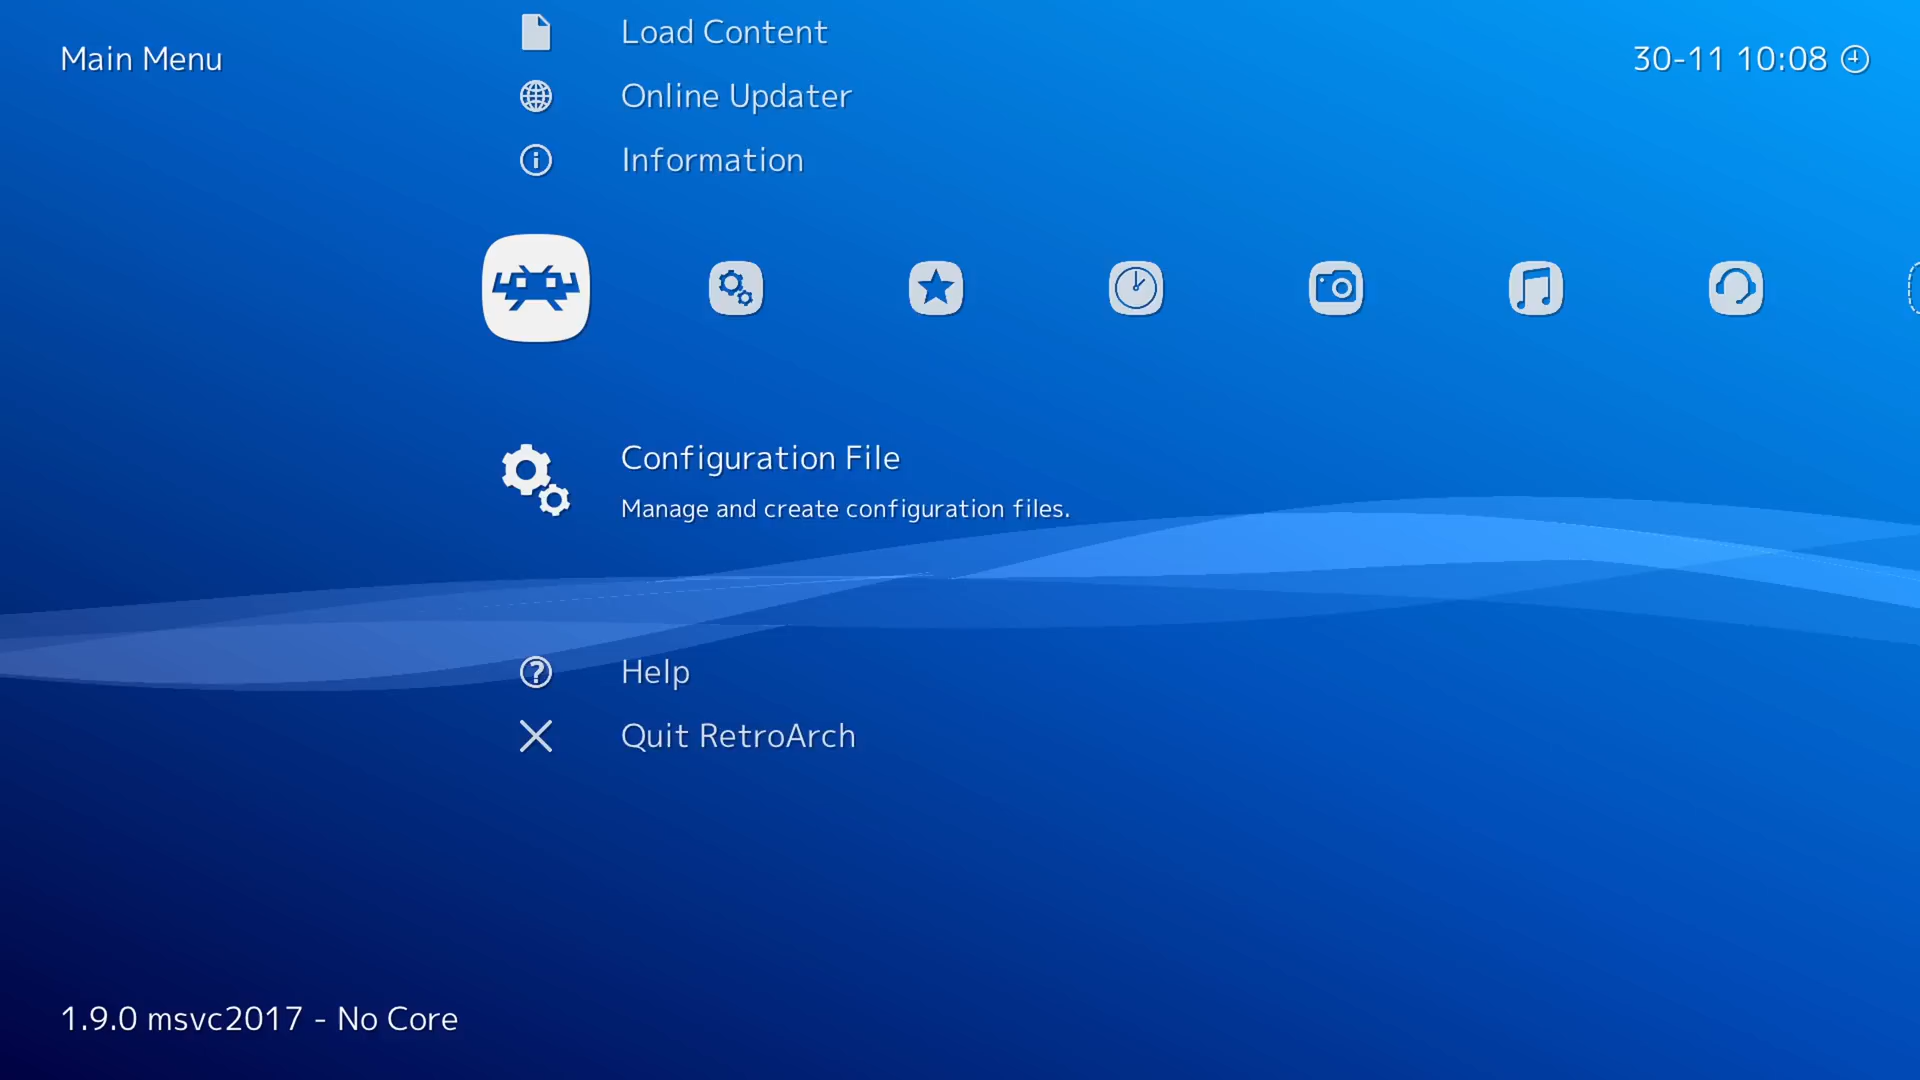 Load Content
Main Menu
30-11 10:08
Online Updater
Information
Configuration File
Manage and create configuration files.
Help
Quit RetroArch
1.9.0 msvc2017 - No Core